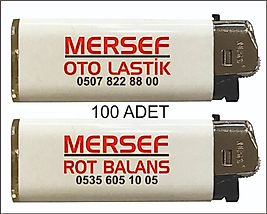 MERSEF
OTO LASTİK
0507 822 88 00
100 ADET
MERSEF
ROT BALANS
0535 605 10 05